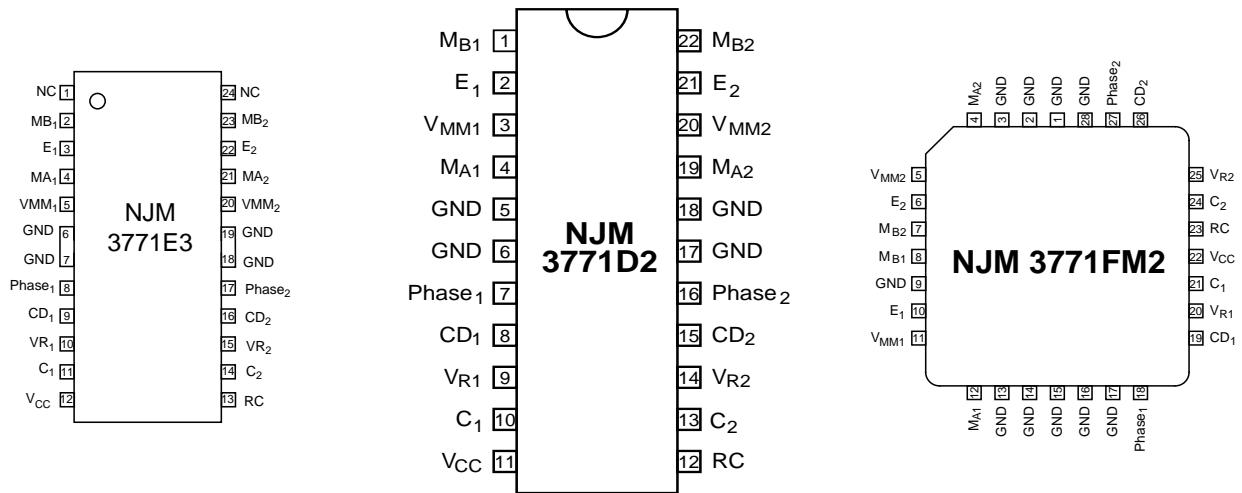 NC 1
MB1 2
E1 3
MA1 4
VMM1 5
GND 6
GND 7
Phase1 8
CD1 9
VR1 10
C1 11
VCC 12
24 NC
23 MB2
22 E2
21 MA2
20 VMM2
19 GND
18 GND
17 Phase2
16 CD2
15 VR2
14 C2
13 RC
NJM
3771E3
MB1 1
E1 2
VMM1 3
MA1 4
GND 5
GND 6
Phase1 7
CD1 8
VR1 9
C1 10
VCC 11
22 MB2
21 E2
20 VMM2
19 MA2
18 GND
17 GND
16 Phase2
15 CD2
14 VR2
13 C2
12 RC
NJM
3771D2
MA2 4
GND 3
GND 2
GND 1
GND 28
Phase2 27
CD2 26
VMM2 5
E2 6
MB2 7
MB1 8
GND 9
E1 10
VMM1 11
25 VR2
24 C2
23 RC
22 VCC
21 C1
20 VR1
19 CD1
NJM 3771FM2
12 MA1
13 GND
14 GND
15 GND
16 GND
17 GND
18 Phase1